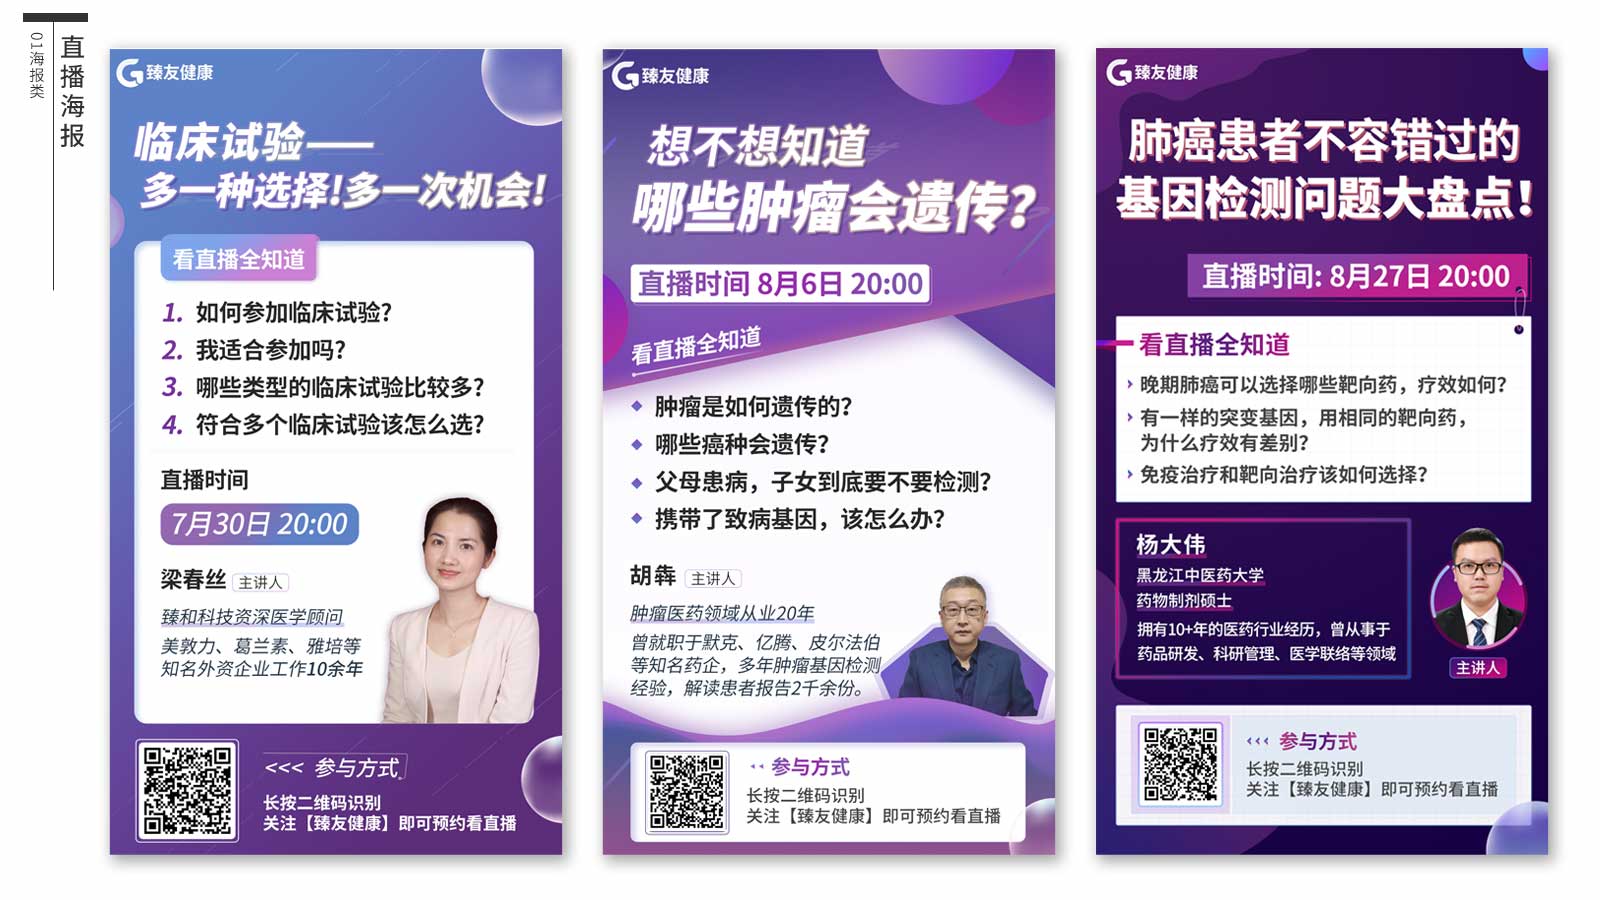 直播海报
01海报类
臻友健康
临床试验——
多一种选择!多一次机会!
看直播全知道
1. 如何参加临床试验?
2. 我适合参加吗?
3. 哪些类型的临床试验比较多?
4. 符合多个临床试验该怎么选?
直播时间
7月30日 20:00
梁春丝 主讲人
臻和科技资深医学顾问
美敦力、葛兰素、雅培等
知名外资企业工作10余年
<<< 参与方式
长按二维码识别
关注【臻友健康】即可预约看直播
臻友健康
想不想知道
哪些肿瘤会遗传?
直播时间 8月6日 20:00
看直播全知道
肿瘤是如何遗传的?
哪些癌种会遗传?
父母患病，子女到底要不要检测?
携带了致病基因，该怎么办?
胡犇 主讲人
肿瘤医药领域从业20年
曾就职于默克、亿腾、皮尔法伯
等知名药企，多年肿瘤基因检测
经验，解读患者报告2千余份。
参与方式
长按二维码识别
关注【臻友健康】即可预约看直播
臻友健康
肺癌患者不容错过的
基因检测问题大盘点!
直播时间: 8月27日 20:00
看直播全知道
晚期肺癌可以选择哪些靶向药，疗效如何?
有一样的突变基因，用相同的靶向药，
为什么疗效有差别?
免疫治疗和靶向治疗该如何选择?
杨大伟
黑龙江中医药大学
药物制剂硕士
拥有10+年的医药行业经历，曾从事于
药品研发、科研管理、医学联络等领域
主讲人
参与方式
长按二维码识别
关注【臻友健康】即可预约看直播